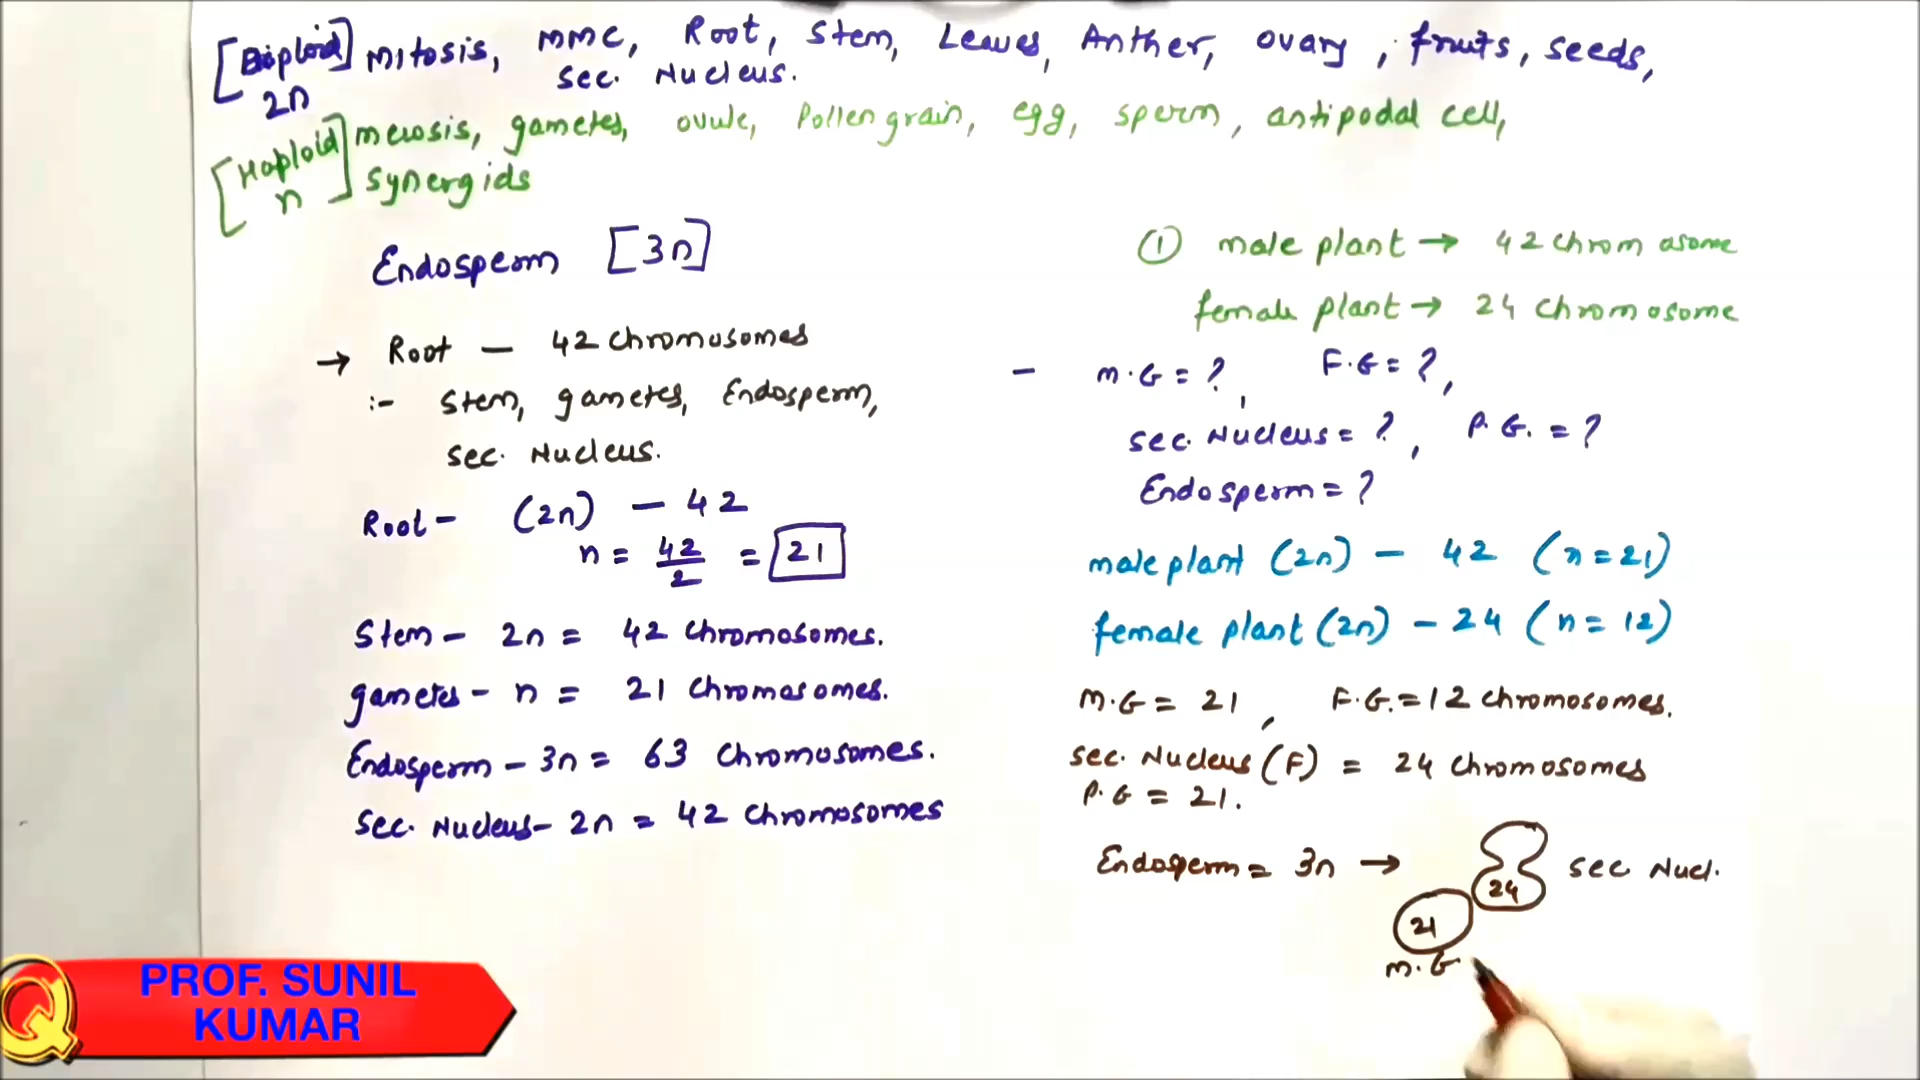 [Diploid] mitosis, mmc, Root, Stem, Leaves, Anther, ovary, fruits, seeds,
2n sec. Nucleus.
[Haploid] meiosis, gametes, ovule, Pollen grain, egg, sperm, antipodal cell,
n synergids
Endosperm [3n]
→ Root — 42 chromosomes
:- Stem, gametes, Endosperm,
sec. Nucleus.
Root - (2n) — 42
n = 42/2 = 21
Stem - 2n = 42 chromosomes.
gametes - n = 21 chromosomes.
Endosperm - 3n = 63 chromosomes.
Sec. Nucleus - 2n = 42 chromosomes
① male plant → 42 chromosome
female plant → 24 chromosome
- M.G = ?, F.G = ?,
sec. Nucleus = ?, P.G. = ?
Endosperm = ?
male plant (2n) — 42 (n = 21)
female plant (2n) - 24 (n = 12)
M.G = 21, F.G. = 12 chromosomes.
sec. Nucleus (F) = 24 chromosomes
P.G = 21.
Endosperm = 3n → 24 sec Nucl.
21
M.G
PROF. SUNIL
KUMAR